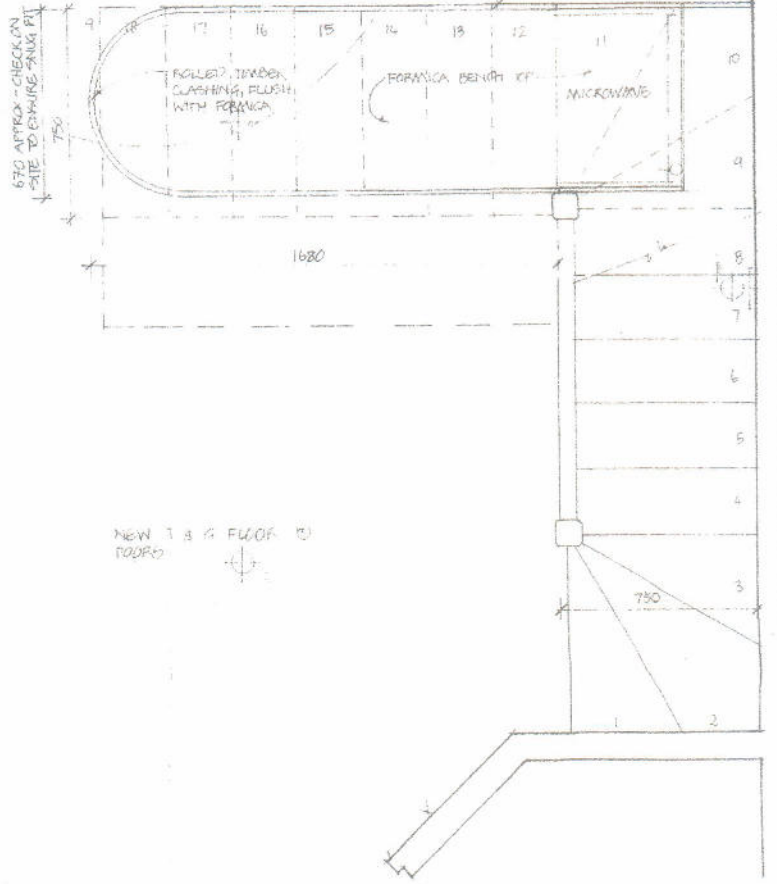 670 APPROX - CHECK ON
SITE TO ENSURE SNUG FIT
750
9
18
17
16
15
14
13
12
11
10
ROLLED TIMBER
CLASHING, FLUSH
WITH FORMICA
FORMICA BENCH TOP
MICROWAVE
9
1680
8
7
6
5
4
3
NEW T & G FLOOR
750
1
2